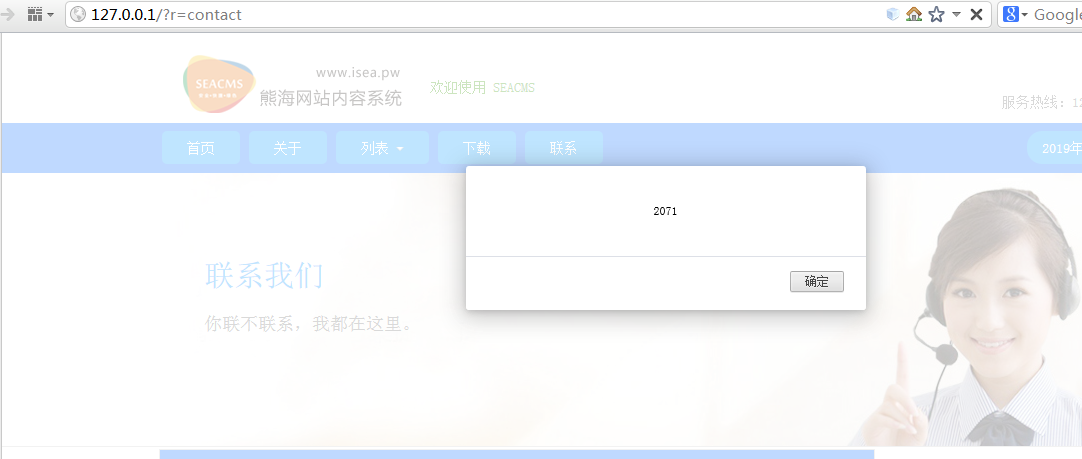 127.0.0.1/?r=contact
Google
www.isea.pw
SEACMS
熊海网站内容系统
欢迎使用 SEACMS
服务热线：12
首页
关于
列表
下载
联系
2019年
2071
确定
联系我们
你联不联系，我都在这里。